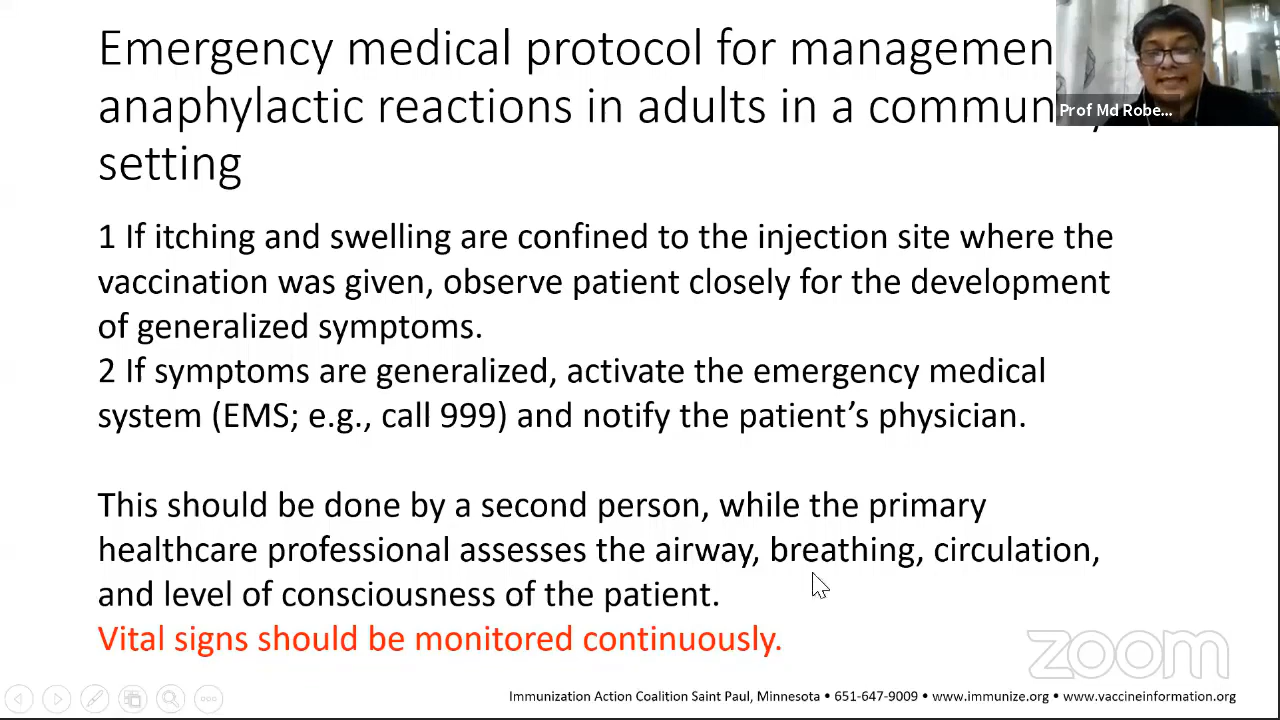 Emergency medical protocol for managemen
anaphylactic reactions in adults in a commun
setting
Prof Md Robe...
1 If itching and swelling are confined to the injection site where the
vaccination was given, observe patient closely for the development
of generalized symptoms.
2 If symptoms are generalized, activate the emergency medical
system (EMS; e.g., call 999) and notify the patient’s physician.
This should be done by a second person, while the primary
healthcare professional assesses the airway, breathing, circulation,
and level of consciousness of the patient.
Vital signs should be monitored continuously.
zoom
Immunization Action Coalition Saint Paul, Minnesota • 651-647-9009 • www.immunize.org • www.vaccineinformation.org